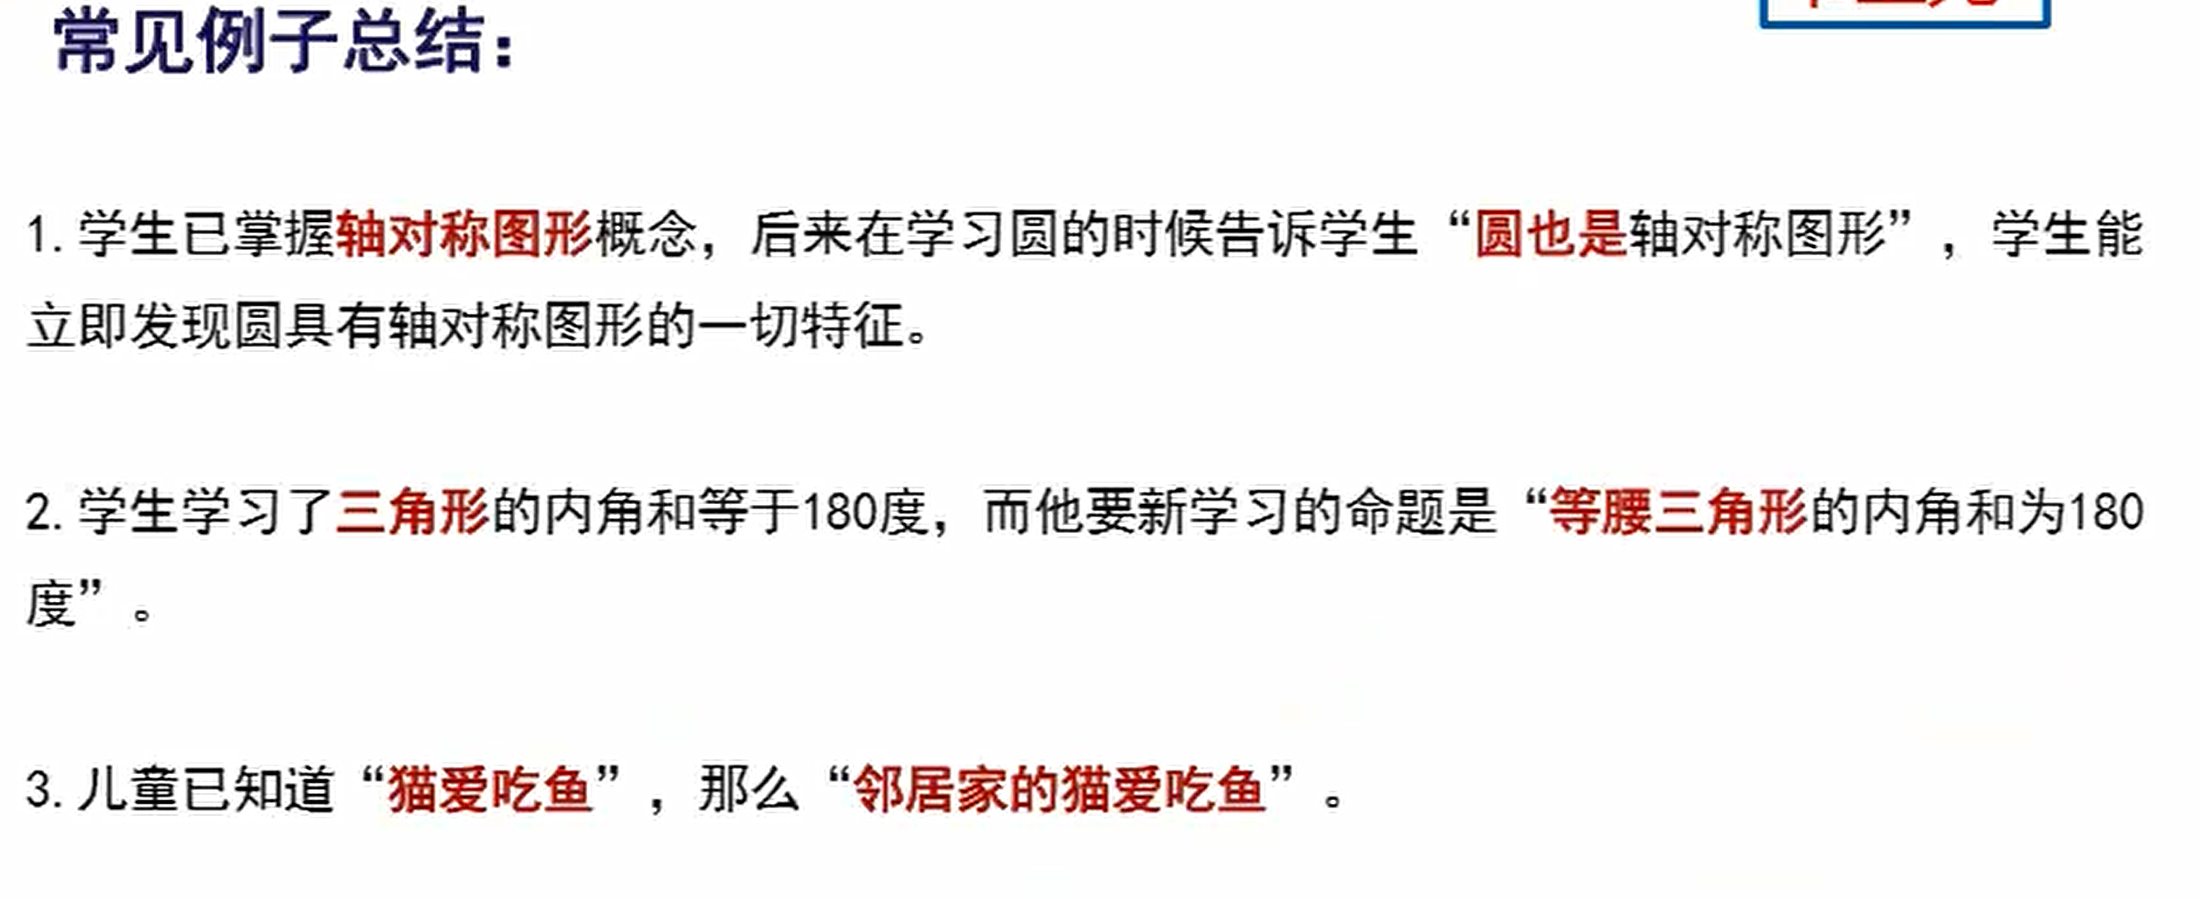 常见例子总结：
1. 学生已掌握轴对称图形概念，后来在学习圆的时候告诉学生“圆也是轴对称图形”，学生能
立即发现圆具有轴对称图形的一切特征。
2. 学生学习了三角形的内角和等于180度，而他要新学习的命题是“等腰三角形的内角和为180
度”。
3. 儿童已知道“猫爱吃鱼”，那么“邻居家的猫爱吃鱼”。